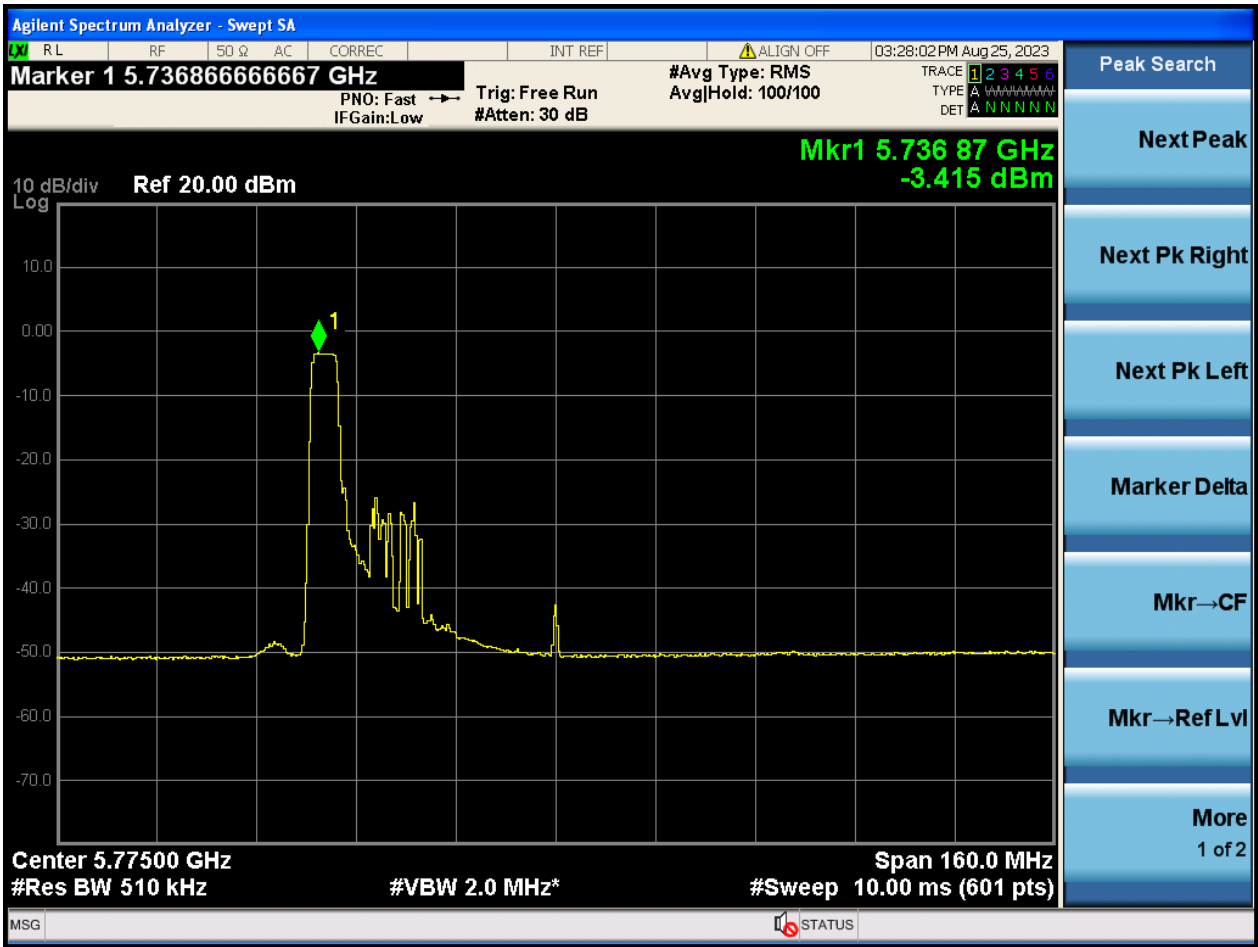 Agilent Spectrum Analyzer - Swept SA
LXI RL RF 50 Ω AC CORREC INT REF ALIGN OFF 03:28:02 PM Aug 25, 2023
Marker 1 5.736866666667 GHz
PNO: Fast
IFGain:Low
Trig: Free Run
#Atten: 30 dB
#Avg Type: RMS
Avg|Hold: 100/100
TRACE 1 2 3 4 5 6
TYPE A WWWWW
DET A N N N N N
Mkr1 5.736 87 GHz
-3.415 dBm
10 dB/div Ref 20.00 dBm
Log
10.0
0.00
-10.0
-20.0
-30.0
-40.0
-50.0
-60.0
-70.0
1
Center 5.77500 GHz Span 160.0 MHz
#Res BW 510 kHz #VBW 2.0 MHz* #Sweep 10.00 ms (601 pts)
MSG STATUS
Peak Search
Next Peak
Next Pk Right
Next Pk Left
Marker Delta
Mkr→CF
Mkr→Ref Lvl
More
1 of 2